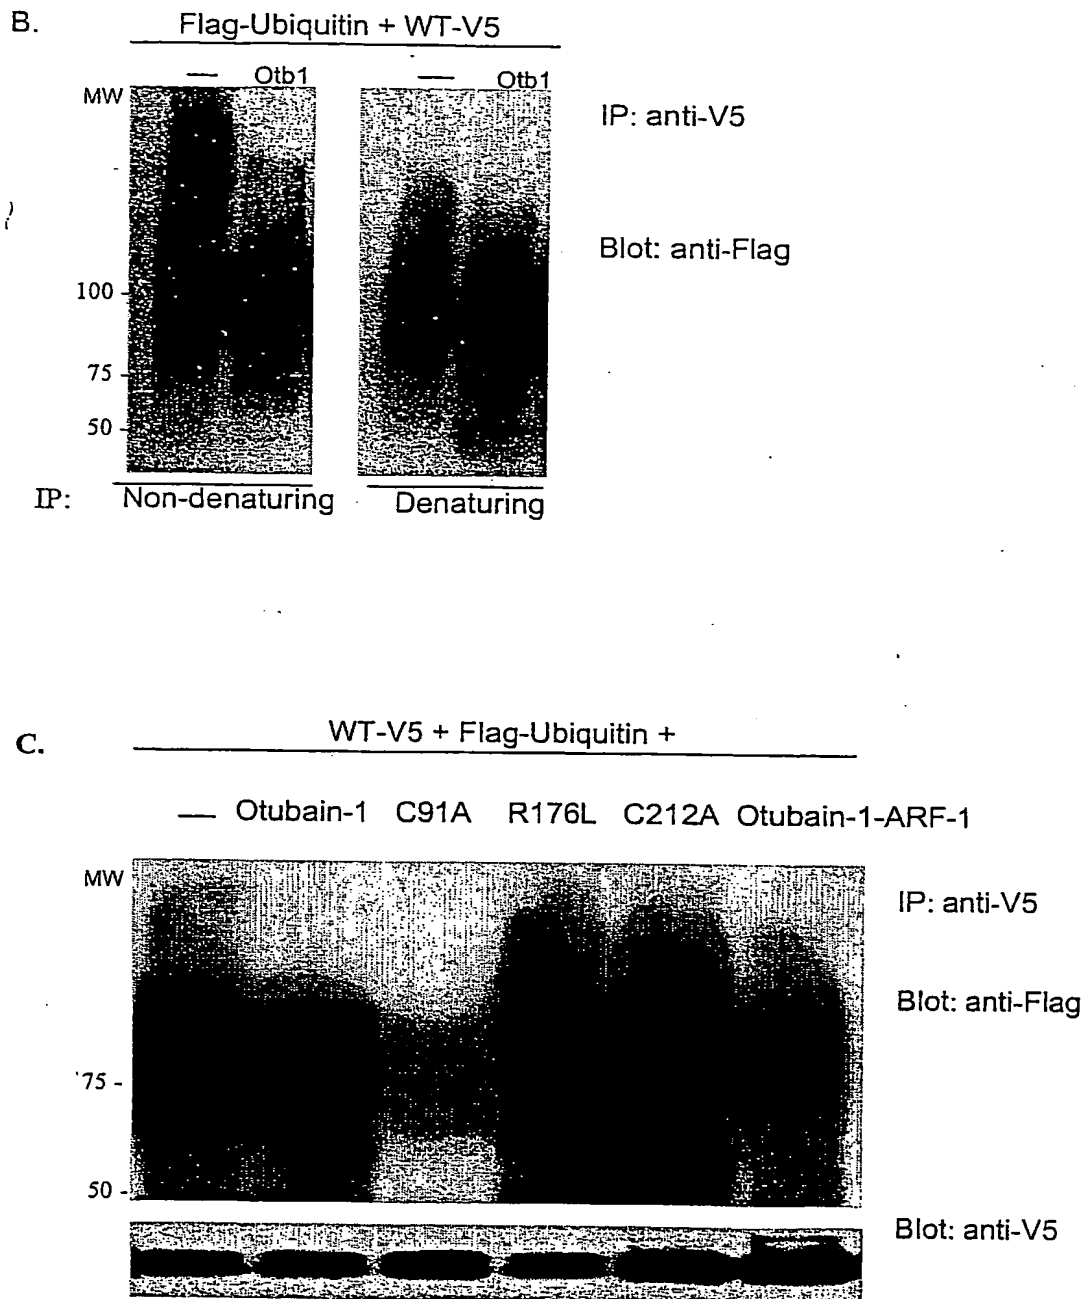 B.
Flag-Ubiquitin + WT-V5
— Otb1 — Otb1
MW
IP: anti-V5
Blot: anti-Flag
100 -
75 -
50 -
IP: Non-denaturing Denaturing
C.
WT-V5 + Flag-Ubiquitin +
— Otubain-1 C91A R176L C212A Otubain-1-ARF-1
MW
IP: anti-V5
Blot: anti-Flag
75 -
50 -
Blot: anti-V5